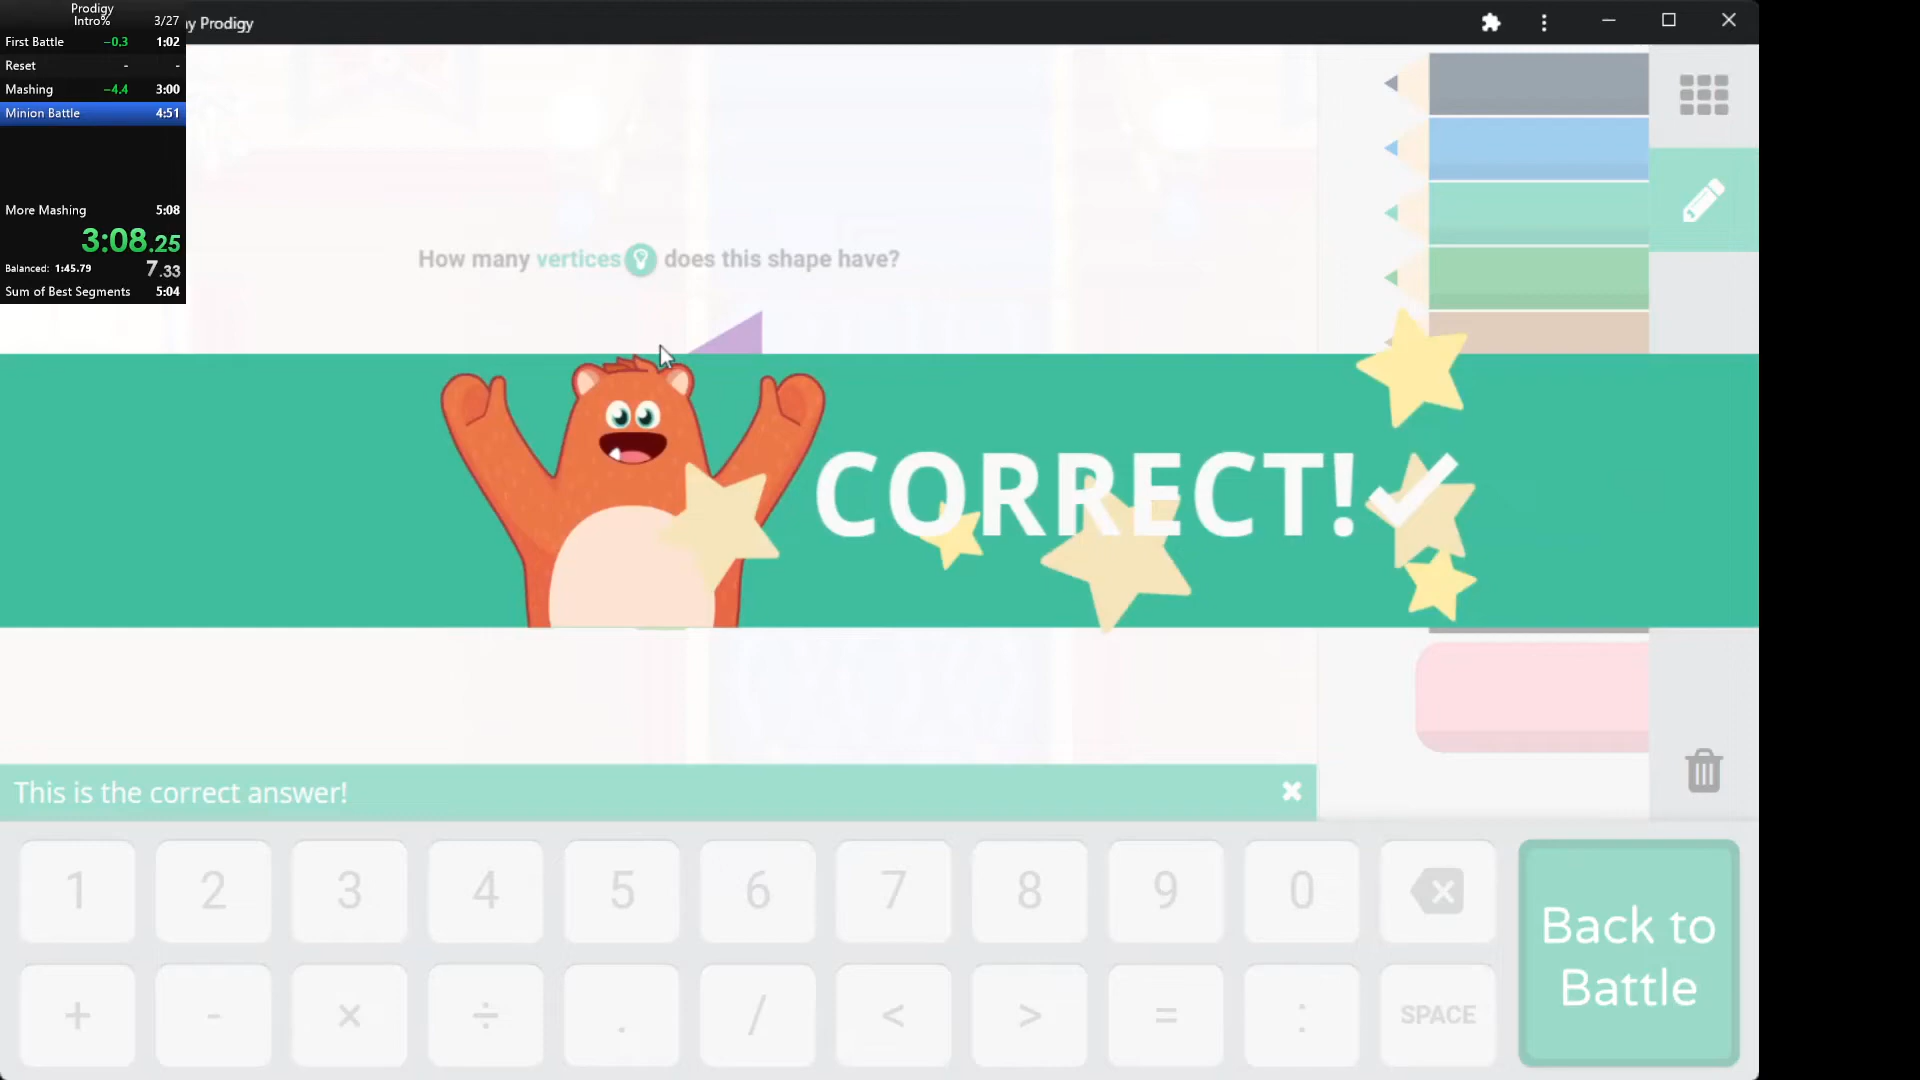 Prodigy
Intro% 3/27
First Battle -0.3 1:02
Reset - -
Mashing -4.4 3:00
Minion Battle 4:51
More Mashing 5:08
3:08.25
Balanced: 1:45.79 7.33
Sum of Best Segments 5:04
y Prodigy
How many vertices does this shape have?
CORRECT!
This is the correct answer!
1 2 3 4 5 6 7 8 9 0
+ - × ÷ . / < > = : SPACE
Back to
Battle